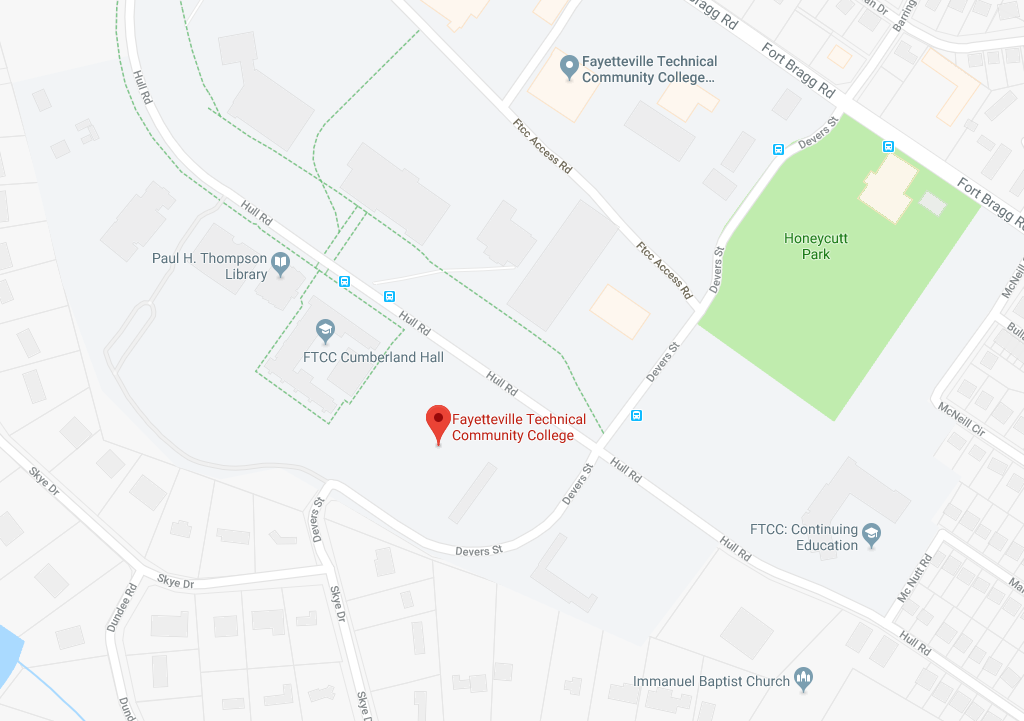 Fort Bragg Rd
Barring
Fort Bragg Rd
Fayetteville Technical
Community College...
Hull Rd
Ftcc Access Rd
Devers St
Fort Bragg Rd
Hull Rd
Honeycutt
Park
Paul H. Thompson
Library
Ftcc Access Rd
Devers St
McNeill
Hull Rd
FTCC Cumberland Hall
Devers St
Hull Rd
McNeill Cir
Fayetteville Technical
Community College
Skye Dr
Hull Rd
Devers St
Devers St
FTCC: Continuing
Education
Devers St
Hull Rd
Mc Nutt Rd
Skye Dr
Dundee Rd
Skye Dr
Hull Rd
Immanuel Baptist Church
Skye Dr